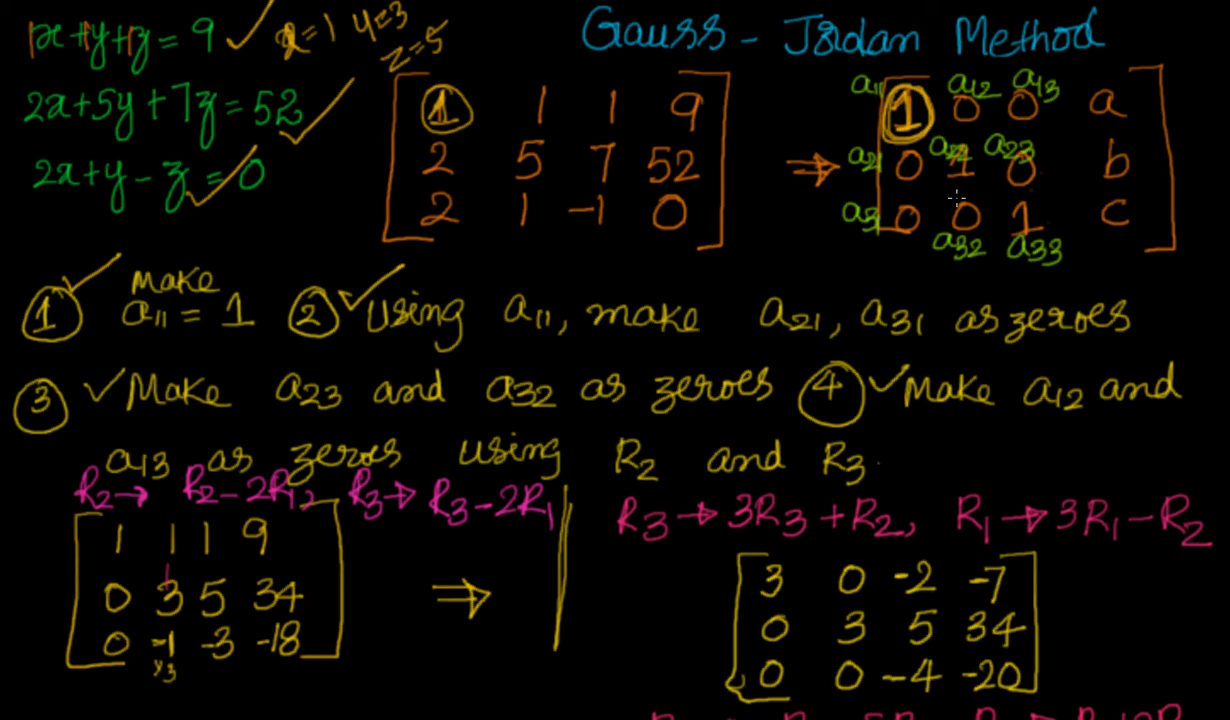 x+y+z = 9 ✓ x=1 y=3 z=5
Gauss - Jordan Method
2x+5y+7z = 52 ✓
2x+y-z = 0 ✓
1 1 1 9
2 5 7 52
2 1 -1 0
⇒
a11 a12 a13
1 0 0 a
a21 a22 a23
0 1 0 b
a31 0 0 1 c
a32 a33
① ✓ Make a11 = 1 ② ✓ Using a11, make a21, a31 as zeroes
③ ✓ Make a23 and a32 as zeroes ④ ✓ Make a12 and
a13 as zeroes using R2 and R3.
R2 → R2-2R1, R3 → R3-2R1
1 1 1 9
0 3 5 34
0 -1 -3 -18
⇒
R3 → 3R3+R2, R1 → 3R1-R2
3 0 -2 -7
0 3 5 34
0 0 -4 -20